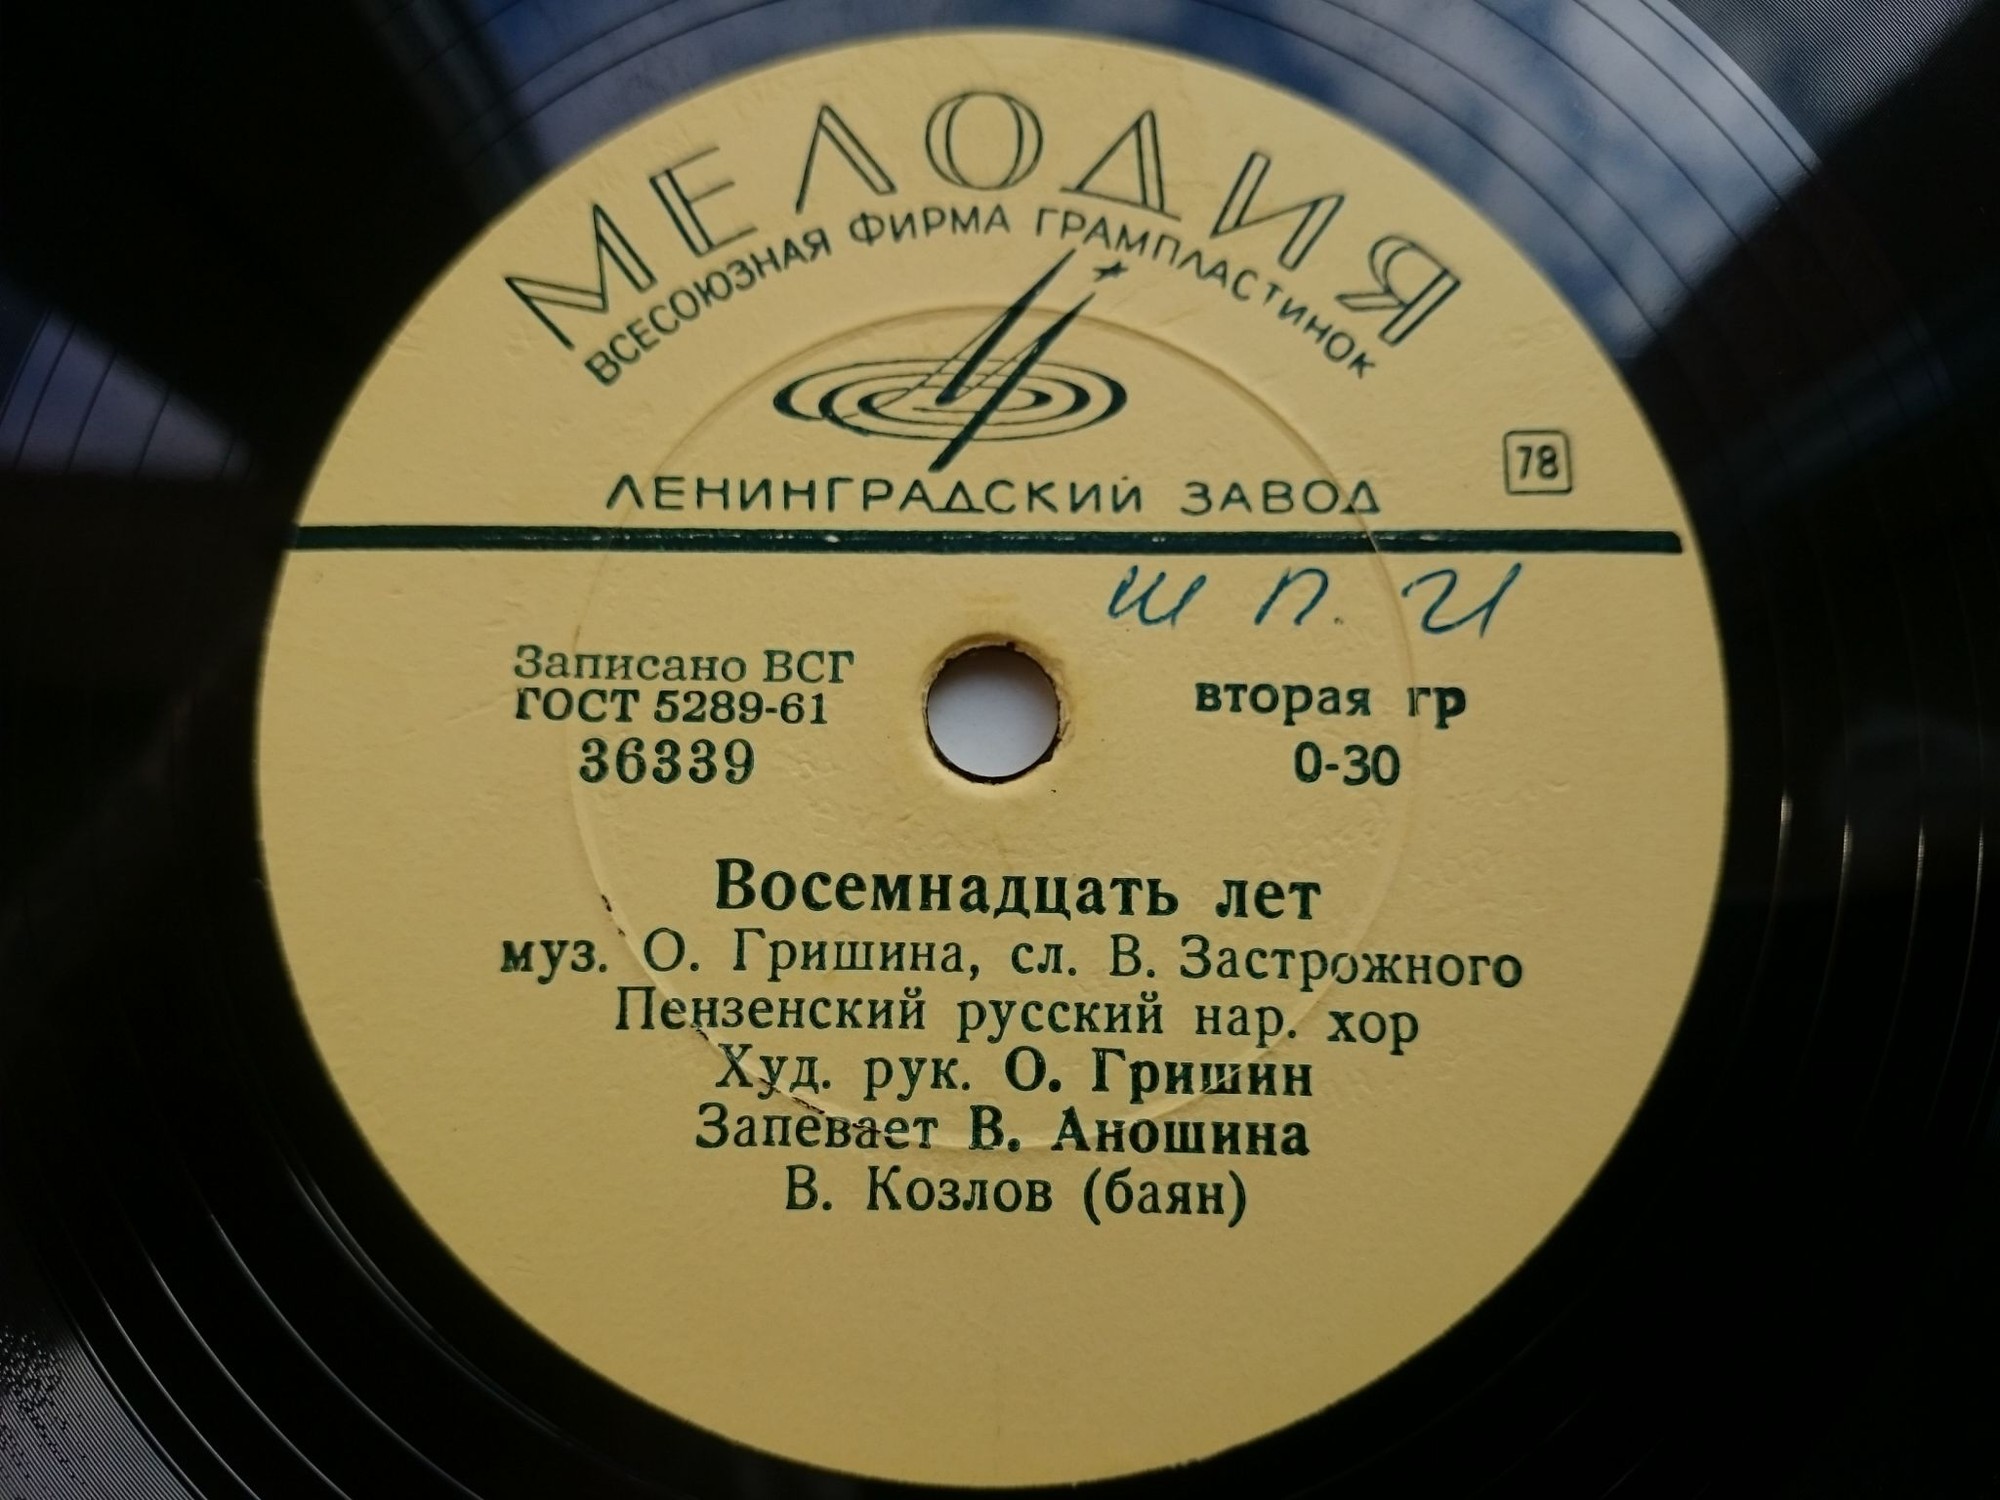 МЕЛОДИЯ
ВСЕСОЮЗНАЯ ФИРМА ГРАМПЛАСТИНОК
ЛЕНИНГРАДСКИЙ ЗАВОД
78
Ш П. И
Записано ВСГ
ГОСТ 5289-61
36339
вторая гр
0-30
Восемнадцать лет
муз. О. Гришина, сл. В. Застрожного
Пензенский русский нар. хор
Худ. рук. О. Гришин
Запевает В. Аношина
В. Козлов (баян)